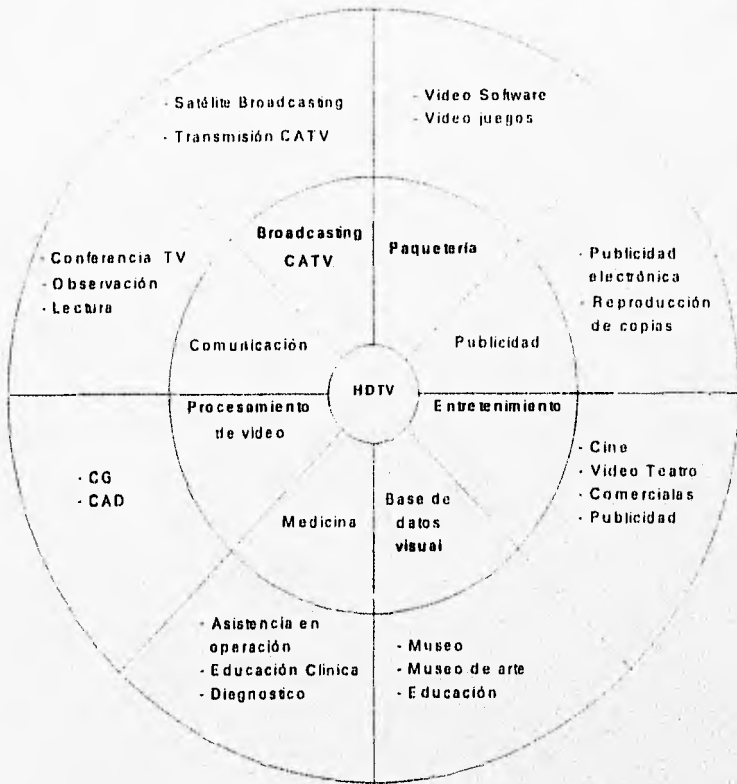 - Satélite Broadcasting
- Transmisión CATV
- Video Software
- Video juegos
Broadcasting
CATV
Paquetería
- Conferencia TV
- Observación
- Lectura
- Publicidad
electrónica
- Reproducción
de copias
Comunicación
Publicidad
HDTV
Procesamiento
de video
Entretenimiento
- CG
- CAD
- Cine
- Video Teatro
- Comercialas
- Publicidad
Medicina
Base de
datos
visual
- Asistencia en
operación
- Educación Clinica
- Diagnostico
- Museo
- Museo de arte
- Educación